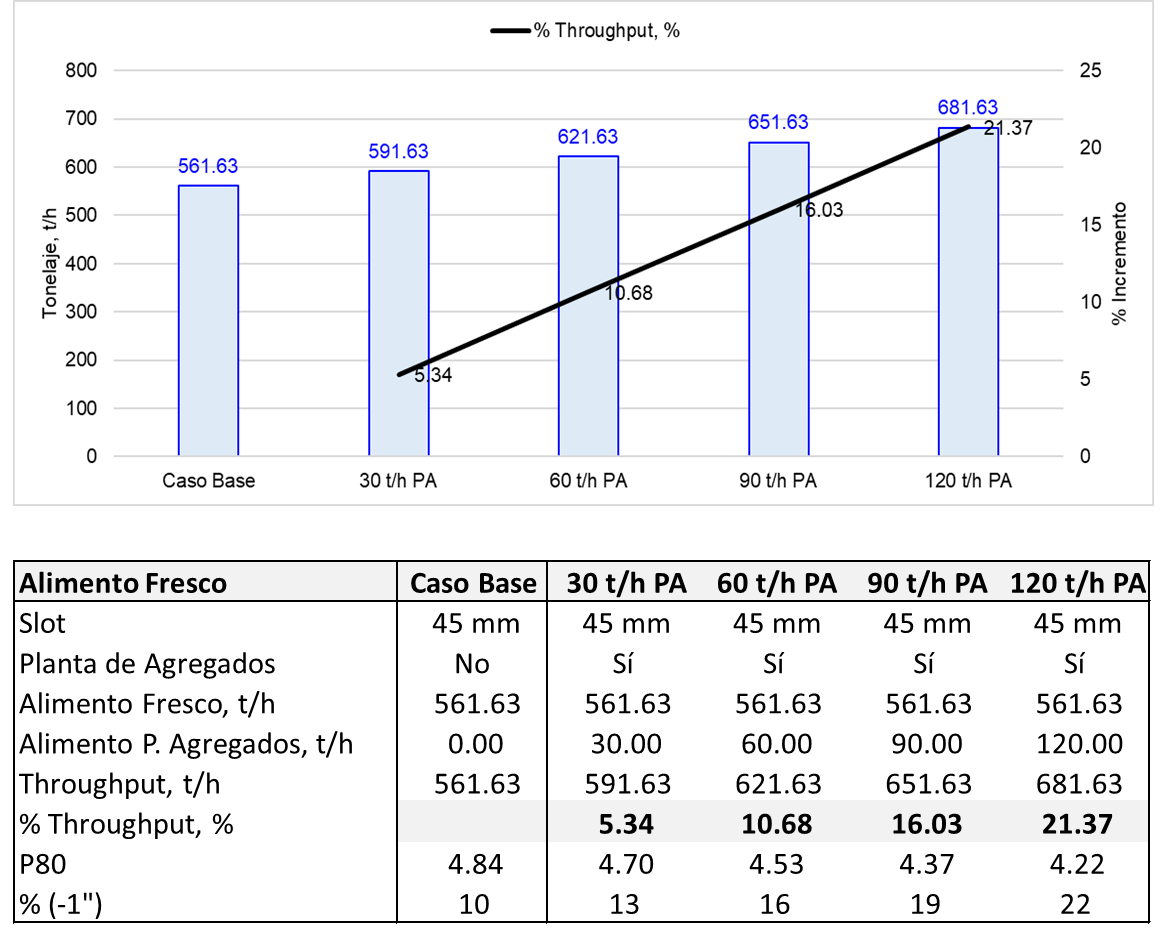 % Throughput, %
800
700
600
500
400
300
200
100
0
Tonelaje, t/h
25
20
15
10
5
0
% Incremento
561.63
591.63
621.63
651.63
681.63
5.34
10.68
16.03
21.37
Caso Base 30 t/h PA 60 t/h PA 90 t/h PA 120 t/h PA
Alimento Fresco Caso Base 30 t/h PA 60 t/h PA 90 t/h PA 120 t/h PA
Slot 45 mm 45 mm 45 mm 45 mm 45 mm
Planta de Agregados No Sí Sí Sí Sí
Alimento Fresco, t/h 561.63 561.63 561.63 561.63 561.63
Alimento P. Agregados, t/h 0.00 30.00 60.00 90.00 120.00
Throughput, t/h 561.63 591.63 621.63 651.63 681.63
% Throughput, % 5.34 10.68 16.03 21.37
P80 4.84 4.70 4.53 4.37 4.22
% (-1") 10 13 16 19 22